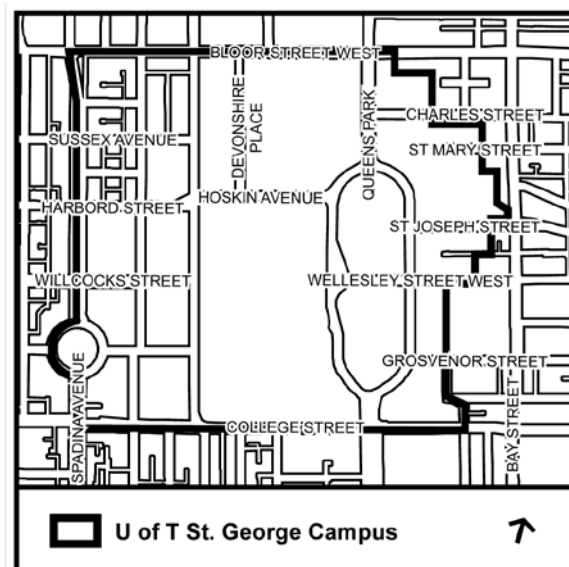 BLOOR STREET WEST
DEVONSHIRE
PLACE
QUEENS PARK
CHARLES STREET
SUSSEX AVENUE
ST MARY STREET
HOSKIN AVENUE
HARBORD STREET
ST JOSEPH STREET
WILLCOCKS STREET
WELLESLEY STREET WEST
GROSVENOR STREET
SPADINA AVENUE
BAY STREET
COLLEGE STREET
U of T St. George Campus